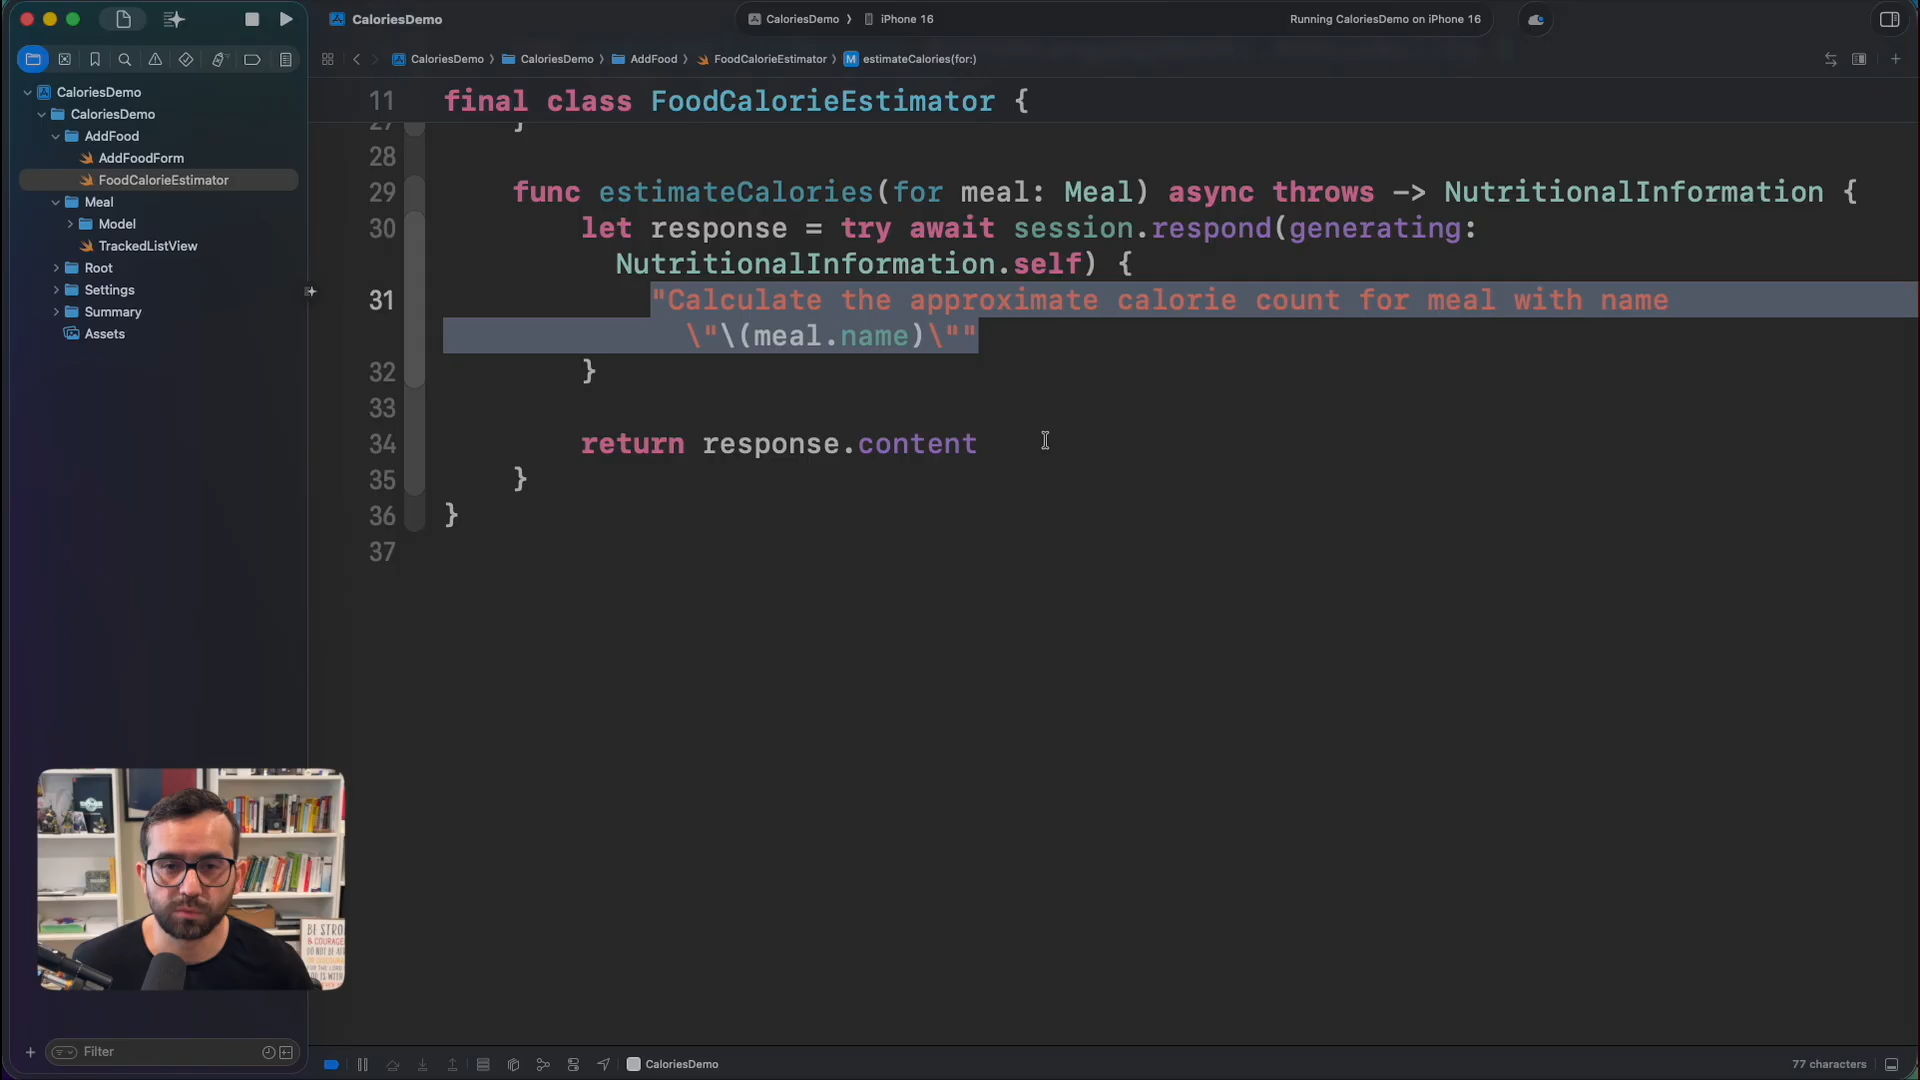 CaloriesDemo
CaloriesDemo
iPhone 16
Running CaloriesDemo on iPhone 16
CaloriesDemo
CaloriesDemo
AddFood
FoodCalorieEstimator
estimateCalories(for:)
CaloriesDemo
CaloriesDemo
AddFood
AddFoodForm
FoodCalorieEstimator
Meal
Model
TrackedListView
Root
Settings
Summary
Assets
11 final class FoodCalorieEstimator {
27 }
28
29 func estimateCalories(for meal: Meal) async throws -> NutritionalInformation {
30 let response = try await session.respond(generating:
NutritionalInformation.self) {
31 "Calculate the approximate calorie count for meal with name
\"\(meal.name)\""
32 }
33
34 return response.content
35 }
36 }
37
BE STRONG
& COURAGEOUS
Filter
CaloriesDemo
77 characters